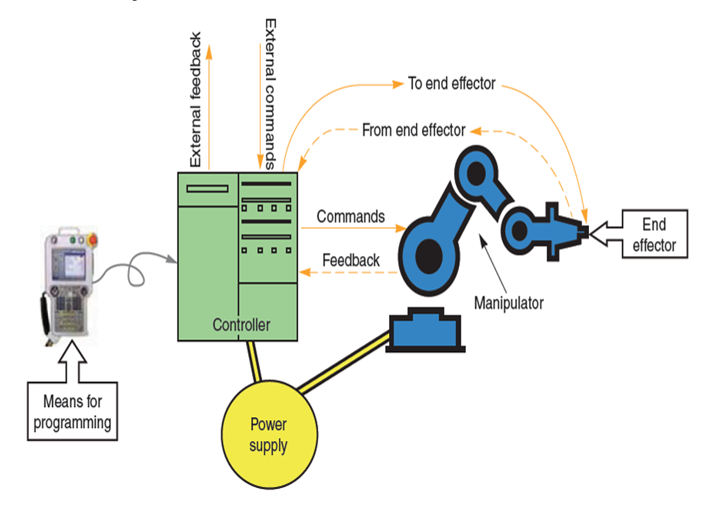 External feedback
External commands
To end effector
From end effector
Commands
Feedback
End
effector
Manipulator
Controller
Means for
programming
Power
supply